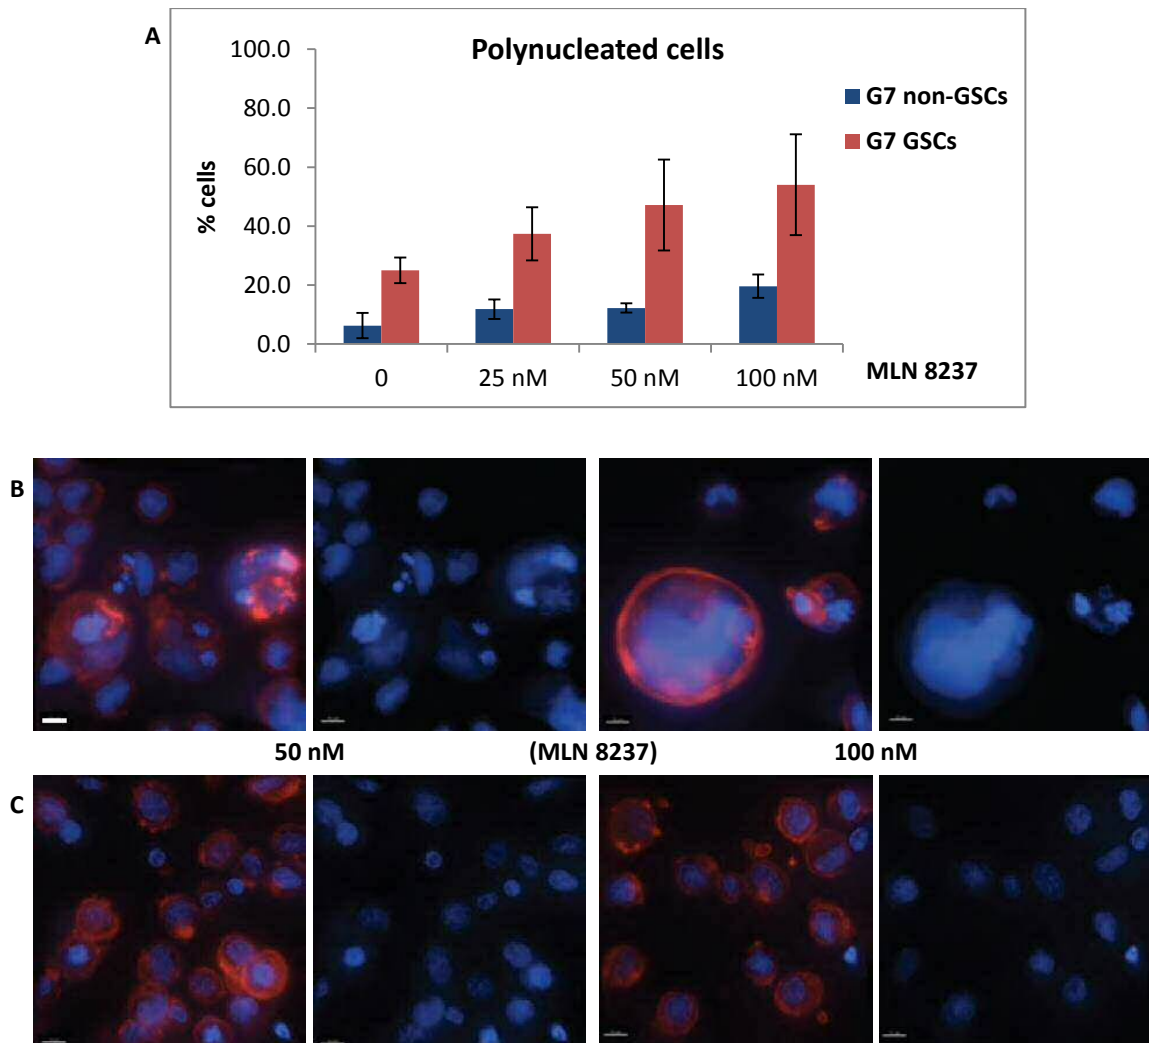 A
Polynucleated cells
100.0
80.0
60.0
40.0
20.0
0.0
% cells
0 25 nM 50 nM 100 nM
MLN 8237
G7 non-GSCs
G7 GSCs
B
50 nM (MLN 8237) 100 nM
C